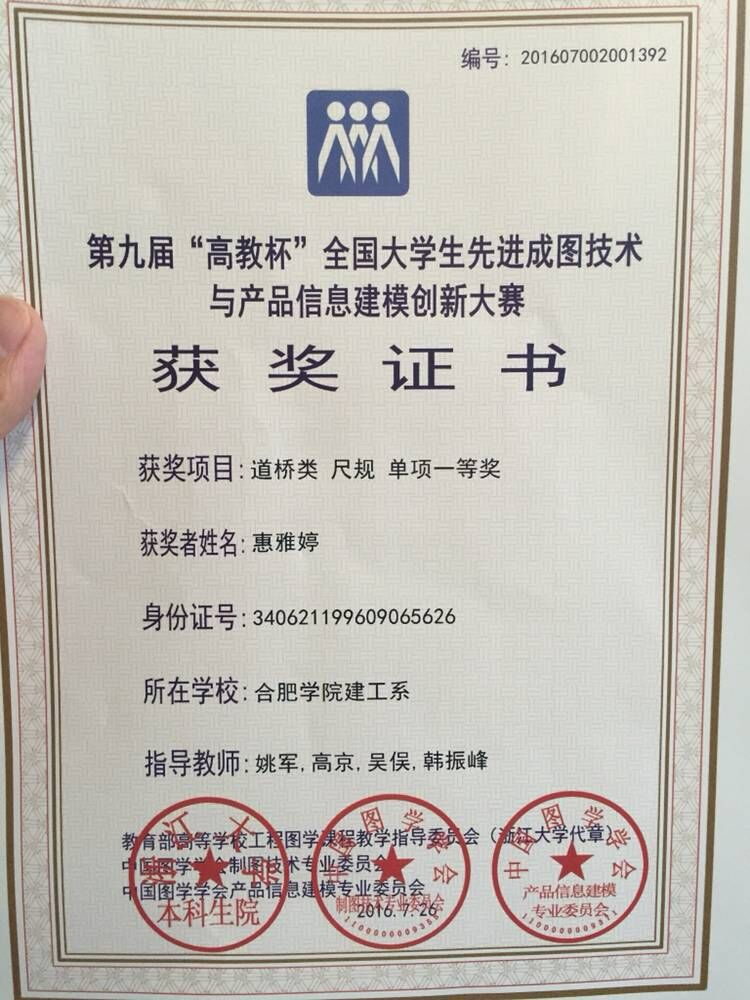 编号: 201607002001392
第九届“高教杯”全国大学生先进成图技术
与产品信息建模创新大赛
获奖证书
获奖项目: 道桥类 尺规 单项一等奖
获奖者姓名: 惠雅婷
身份证号: 340621199609065626
所在学校: 合肥学院建工系
指导教师: 姚军,高京,吴俣,韩振峰
教育部高等学校工程图学课程教学指导委员会（浙江大学代章）
中国图学学会制图技术专业委员会
中国图学学会产品信息建模专业委员会
2016.7.26
浙江大学
本科生院
中国图学学会
制图技术专业委员会
中国图学学会
产品信息建模
专业委员会